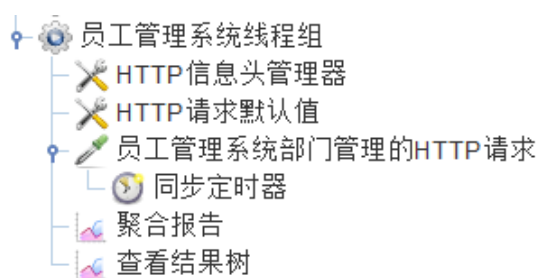 员工管理系统线程组
HTTP信息头管理器
HTTP请求默认值
员工管理系统部门管理的HTTP请求
同步定时器
聚合报告
查看结果树